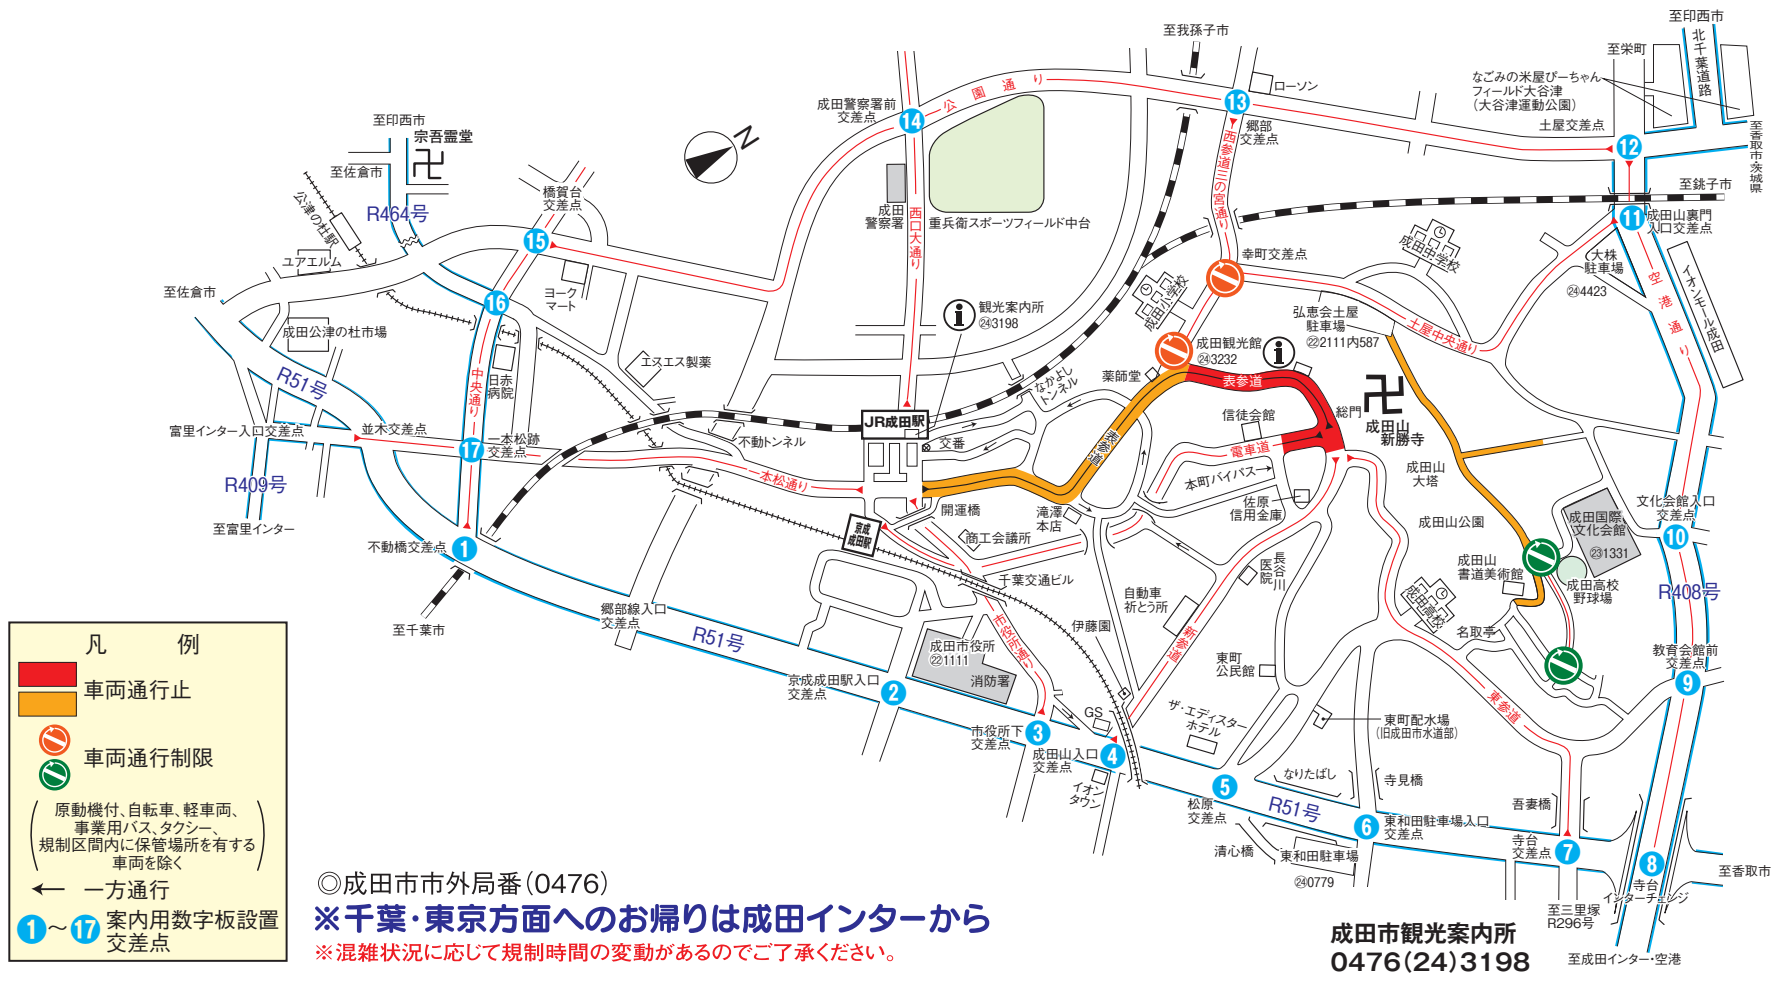 至印西市
宗吾霊堂
至佐倉市
公津の杜駅
R464号
ユアエルム
至佐倉市
成田公津の杜市場
R51号
富里インター入口交差点
並木交差点
R409号
至富里インター
橋賀台
交差点
15
ヨーク
マート
16
日赤
病院
中央通り
エスエス製薬
一本松跡
交差点
17
不動トンネル
一本松通り
不動橋交差点
1
至千葉市
N
成田警察署前
交差点
14
公園通り
成田
警察署
西口大通り
重兵衛スポーツフィールド中台
観光案内所
㉔3198
JR成田駅
交番
なかよし
トンネル
開運橋
京成
成田駅
商工会議所
滝澤
本店
千葉交通ビル
郷部線入口
交差点
R51号
京成成田駅入口
交差点
2
成田市役所
㉒1111
消防署
市役所通り
市役所下
交差点
3
GS
成田山入口
交差点
4
イオン
タウン
伊藤園
自動車
祈とう所
新参道
至我孫子市
ローソン
13
郷部
交差点
西参道三の宮通り
幸町交差点
成田小学校
成田観光館
㉔3232
薬師堂
表参道
表参道
信徒会館
総門
電車道
本町バイパス
佐原
信用金庫
長谷川
医院
弘恵会土屋
駐車場
㉒2111内587
卍
成田山
新勝寺
成田山
大塔
成田山公園
成田山
書道美術館
成田国際
文化会館
㉓1331
成田高校
野球場
成田高校
名取亭
東町
公民館
ザ・エディスター
ホテル
東町配水場
(旧成田市水道部)
東参道
5
松原
交差点
なりたばし
R51号
寺見橋
清心橋
東和田駐車場
㉔0779
6
東和田駐車場入口
交差点
吾妻橋
寺台
交差点
7
至三里塚
R296号
8
寺台
インターチェンジ
至香取市
至成田インター・空港
至印西市
至栄町
北千葉道路
なごみの米屋ぴーちゃん
フィールド大谷津
(大谷津運動公園)
土屋交差点
12
至香取市・茨城県
至銚子市
11
成田山裏門
入口交差点
成田中学校
大株
駐車場
㉔4423
土屋中央通り
空港通り
イオンモール成田
文化会館入口
交差点
10
R408号
教育会館前
交差点
9
凡 例
車両通行止
車両通行制限
(原動機付、自転車、軽車両、
事業用バス、タクシー、
規制区間内に保管場所を有する
車両を除く)
← 一方通行
1～17 案内用数字板設置
交差点
◎成田市市外局番(0476)
※千葉・東京方面へのお帰りは成田インターから
※混雑状況に応じて規制時間の変動があるのでご了承ください。
成田市観光案内所
0476(24)3198